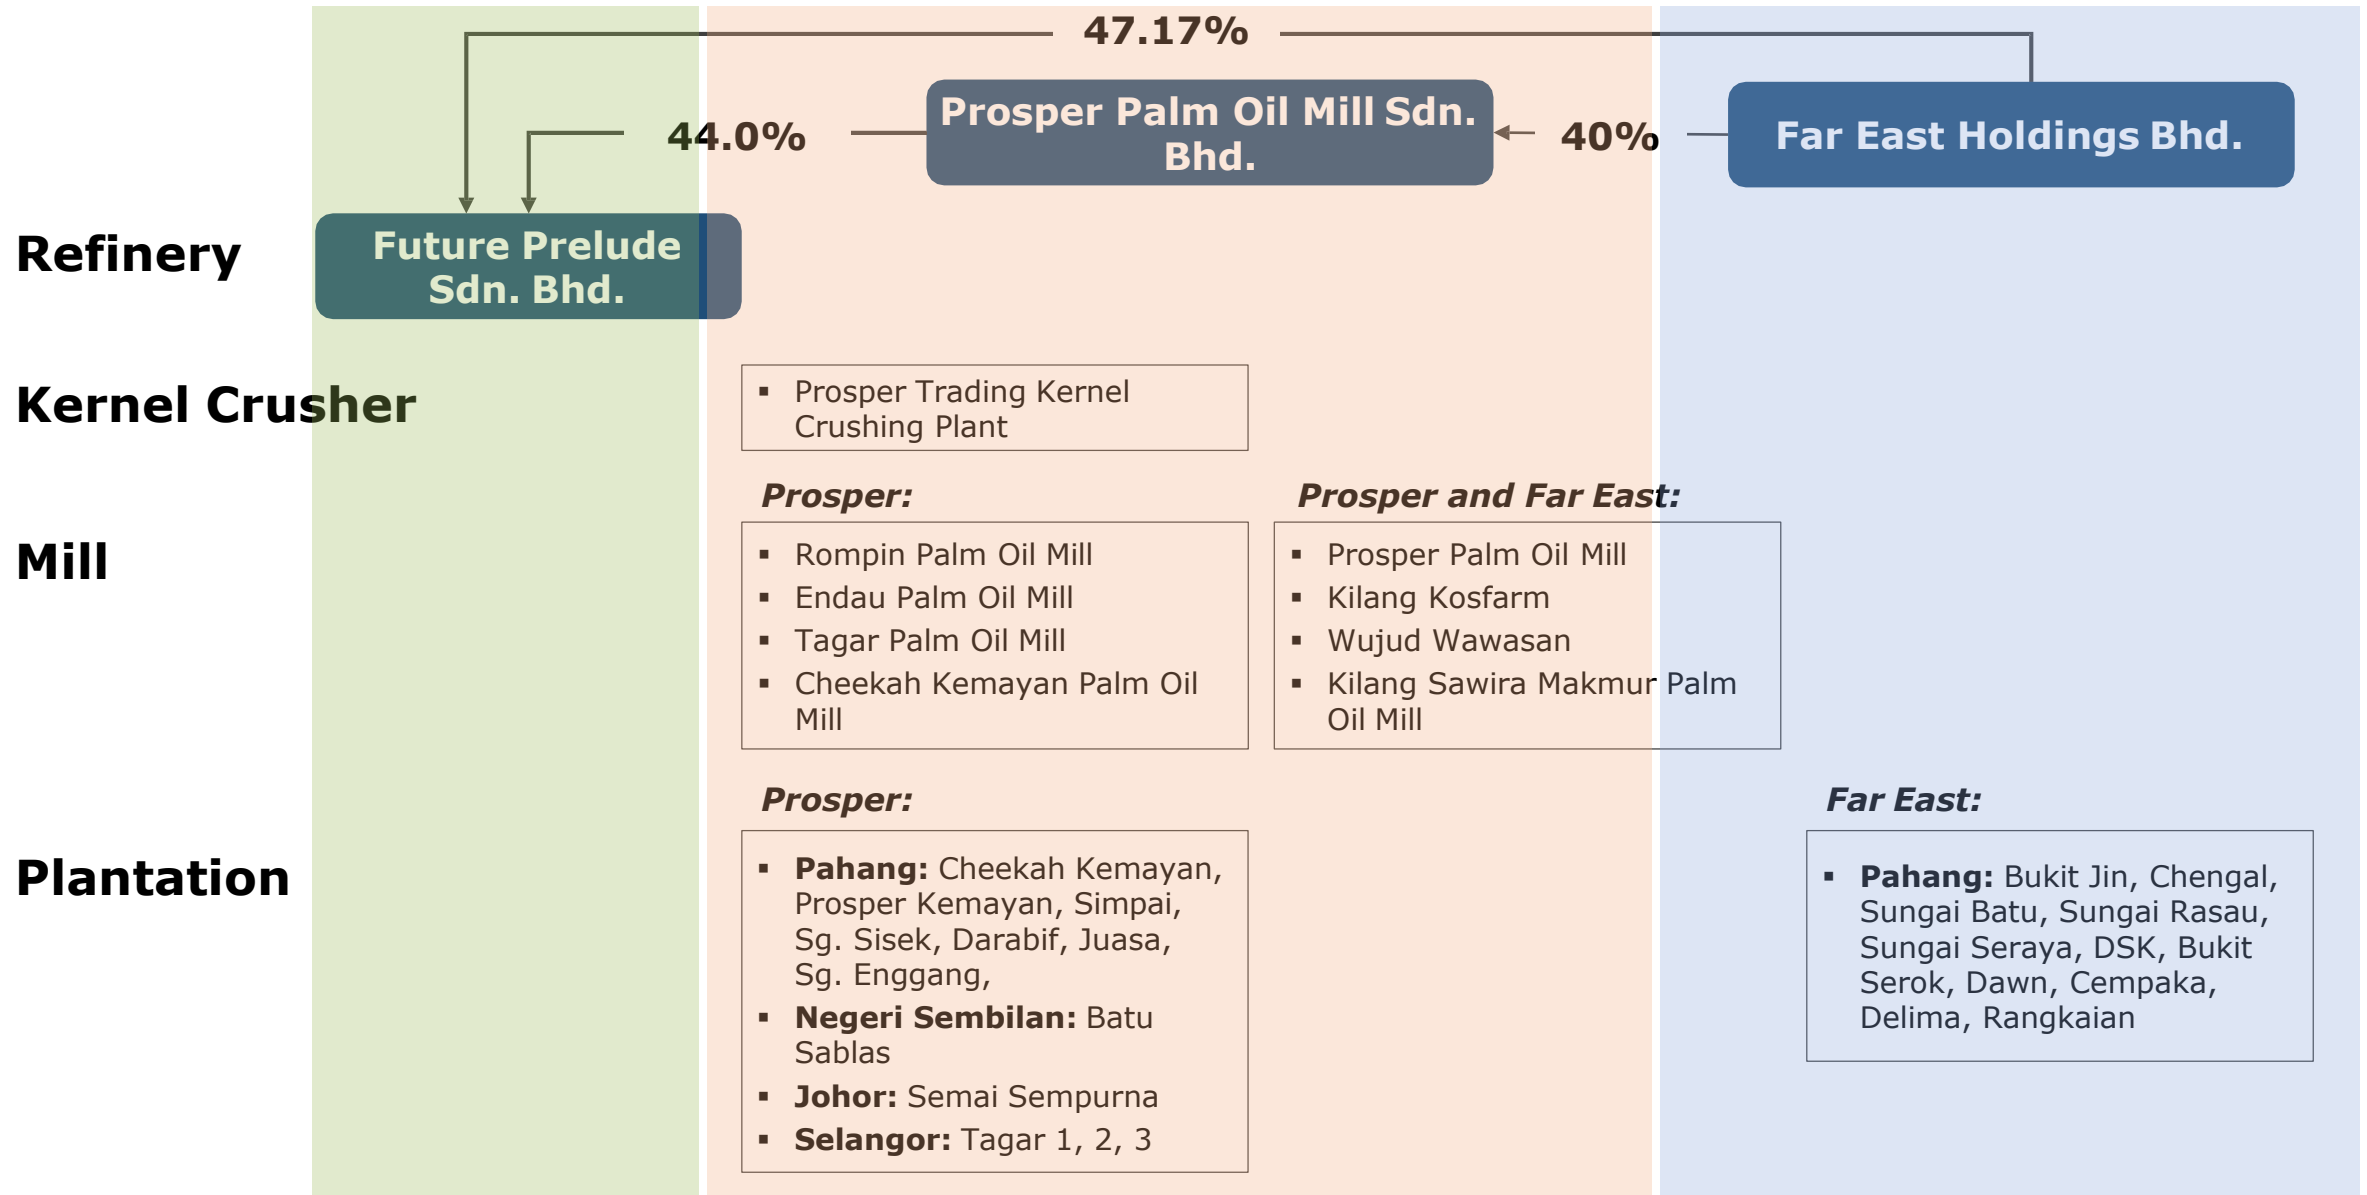 47.17%
Prosper Palm Oil Mill Sdn.
Bhd.
44.0%
40%
Far East Holdings Bhd.
Refinery
Future Prelude
Sdn. Bhd.
Kernel Crusher
▪ Prosper Trading Kernel
Crushing Plant
Mill
Prosper:
▪ Rompin Palm Oil Mill
▪ Endau Palm Oil Mill
▪ Tagar Palm Oil Mill
▪ Cheekah Kemayan Palm Oil
Mill
Prosper and Far East:
▪ Prosper Palm Oil Mill
▪ Kilang Kosfarm
▪ Wujud Wawasan
▪ Kilang Sawira Makmur Palm
Oil Mill
Plantation
Prosper:
▪ Pahang: Cheekah Kemayan,
Prosper Kemayan, Simpai,
Sg. Sisek, Darabif, Juasa,
Sg. Enggang,
▪ Negeri Sembilan: Batu
Sablas
▪ Johor: Semai Sempurna
▪ Selangor: Tagar 1, 2, 3
Far East:
▪ Pahang: Bukit Jin, Chengal,
Sungai Batu, Sungai Rasau,
Sungai Seraya, DSK, Bukit
Serok, Dawn, Cempaka,
Delima, Rangkaian